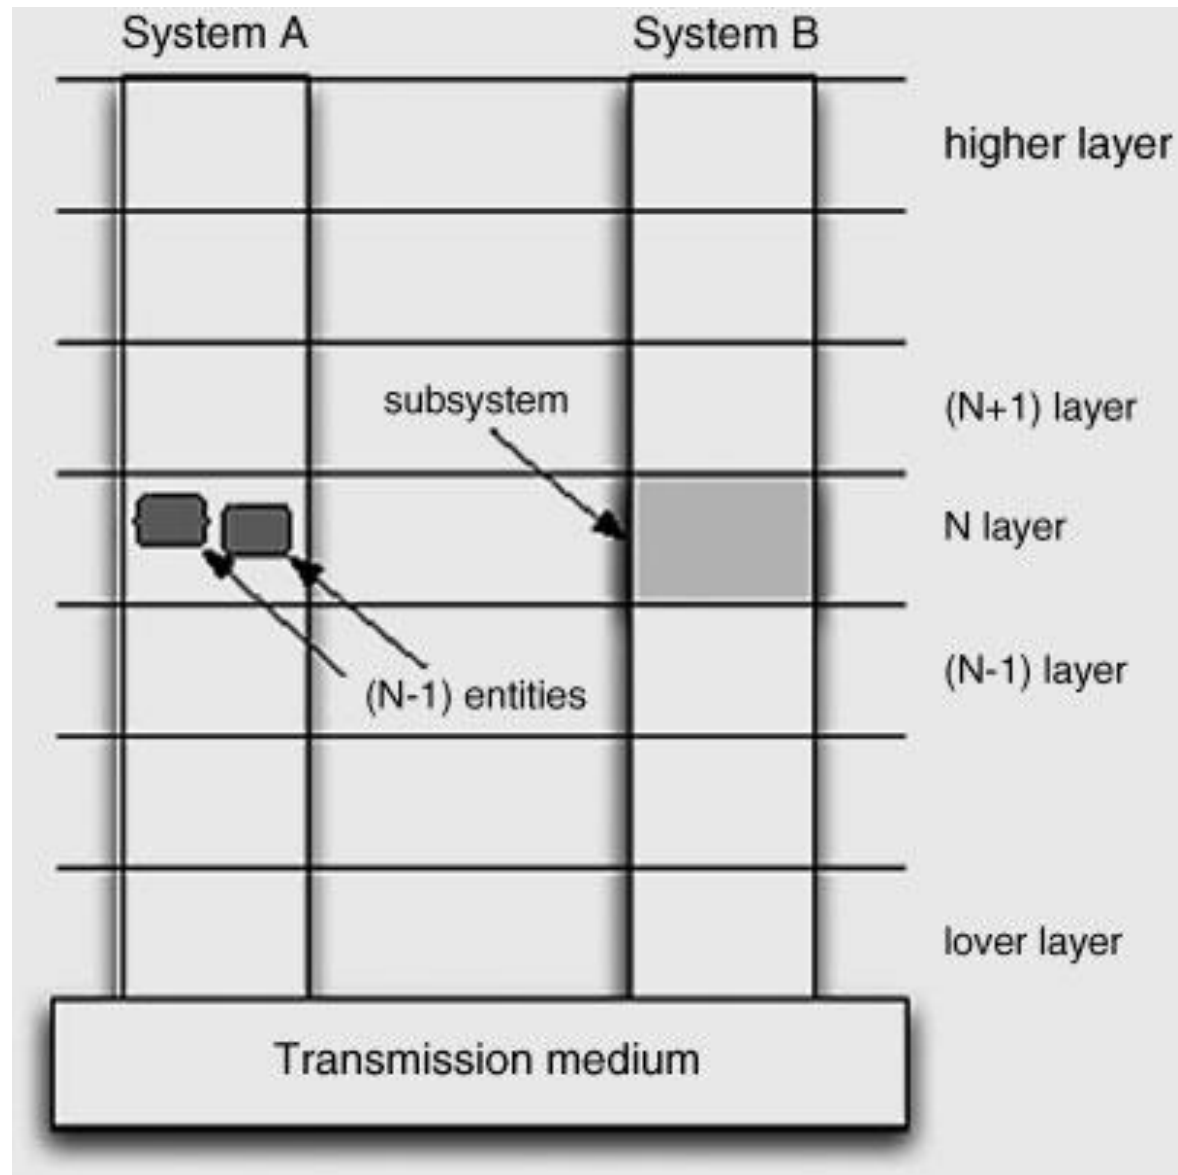 System A
System B
higher layer
subsystem
(N+1) layer
N layer
(N-1) layer
(N-1) entities
lover layer
Transmission medium